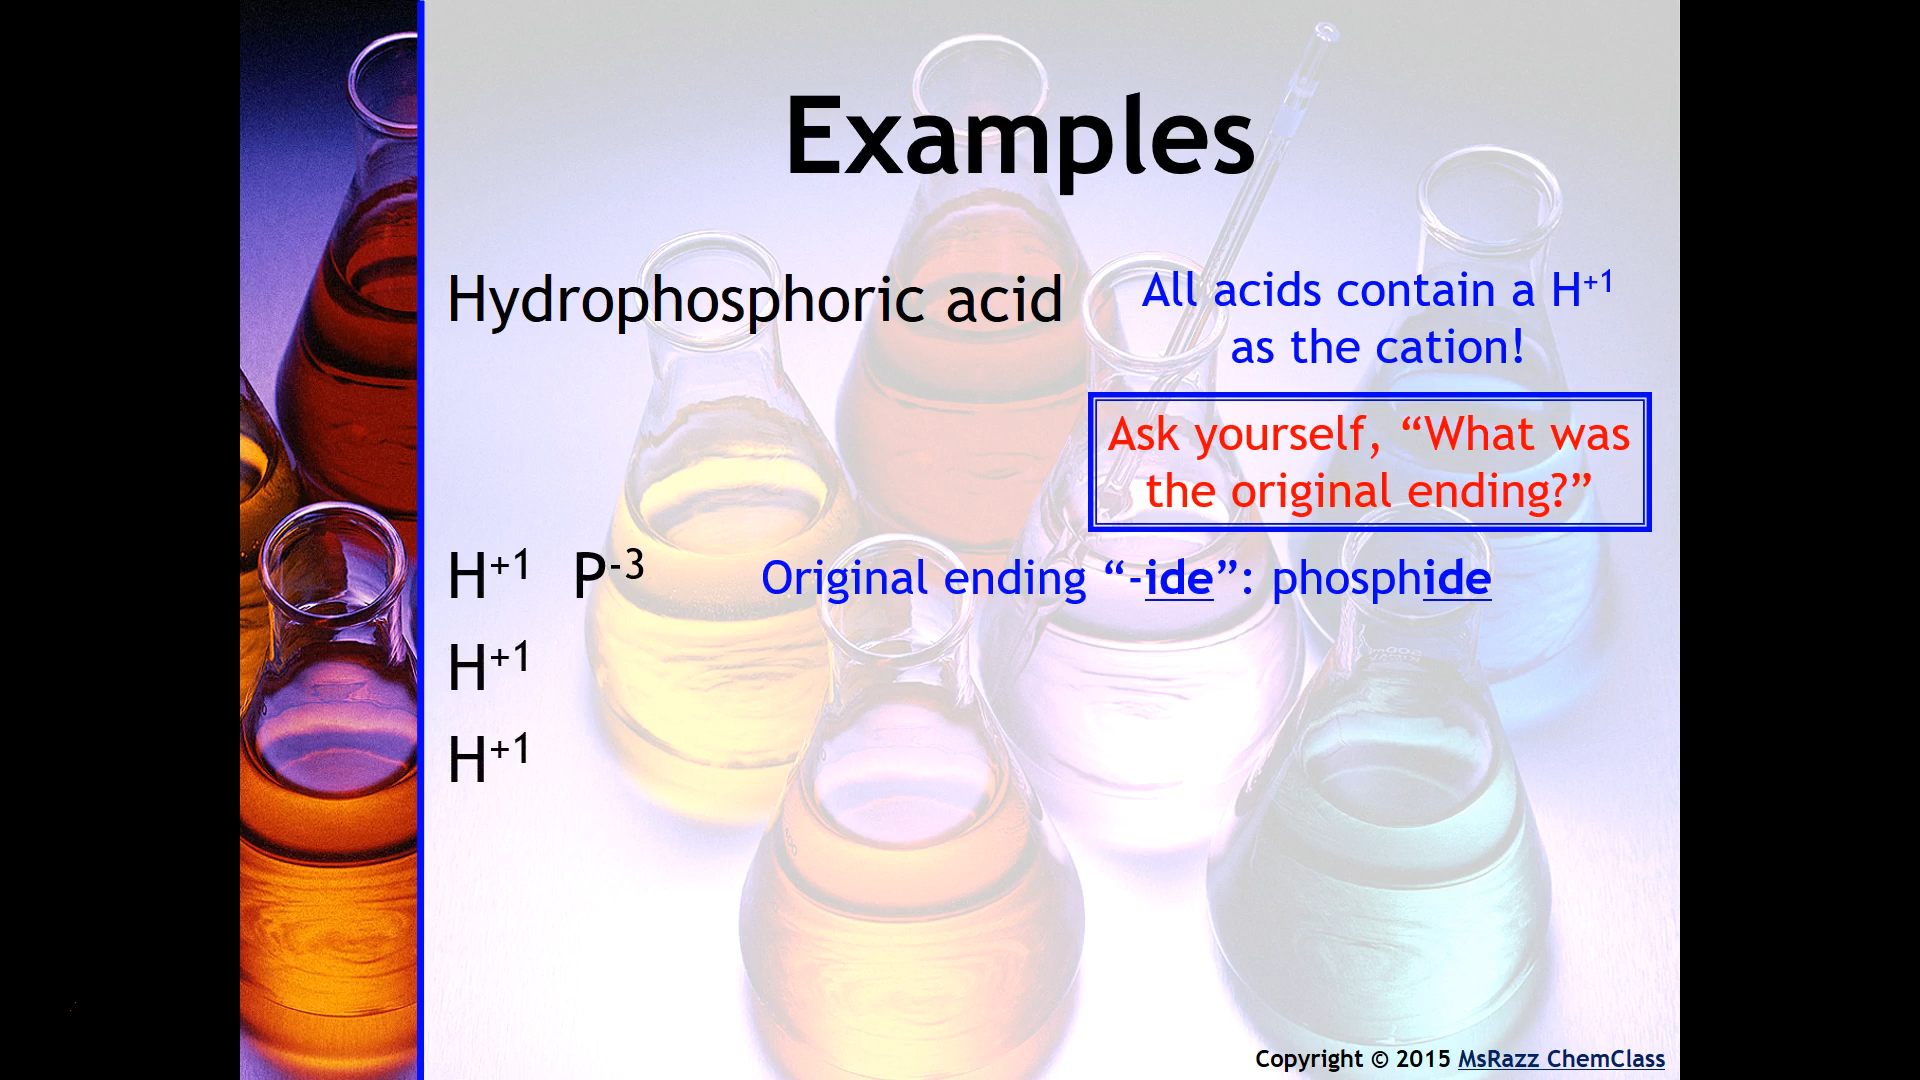 Examples
Hydrophosphoric acid
All acids contain a H⁺¹
as the cation!
Ask yourself, “What was
the original ending?”
H⁺¹ P⁻³ Original ending “-ide”: phosphide
H⁺¹
H⁺¹
Copyright © 2015 MsRazz ChemClass